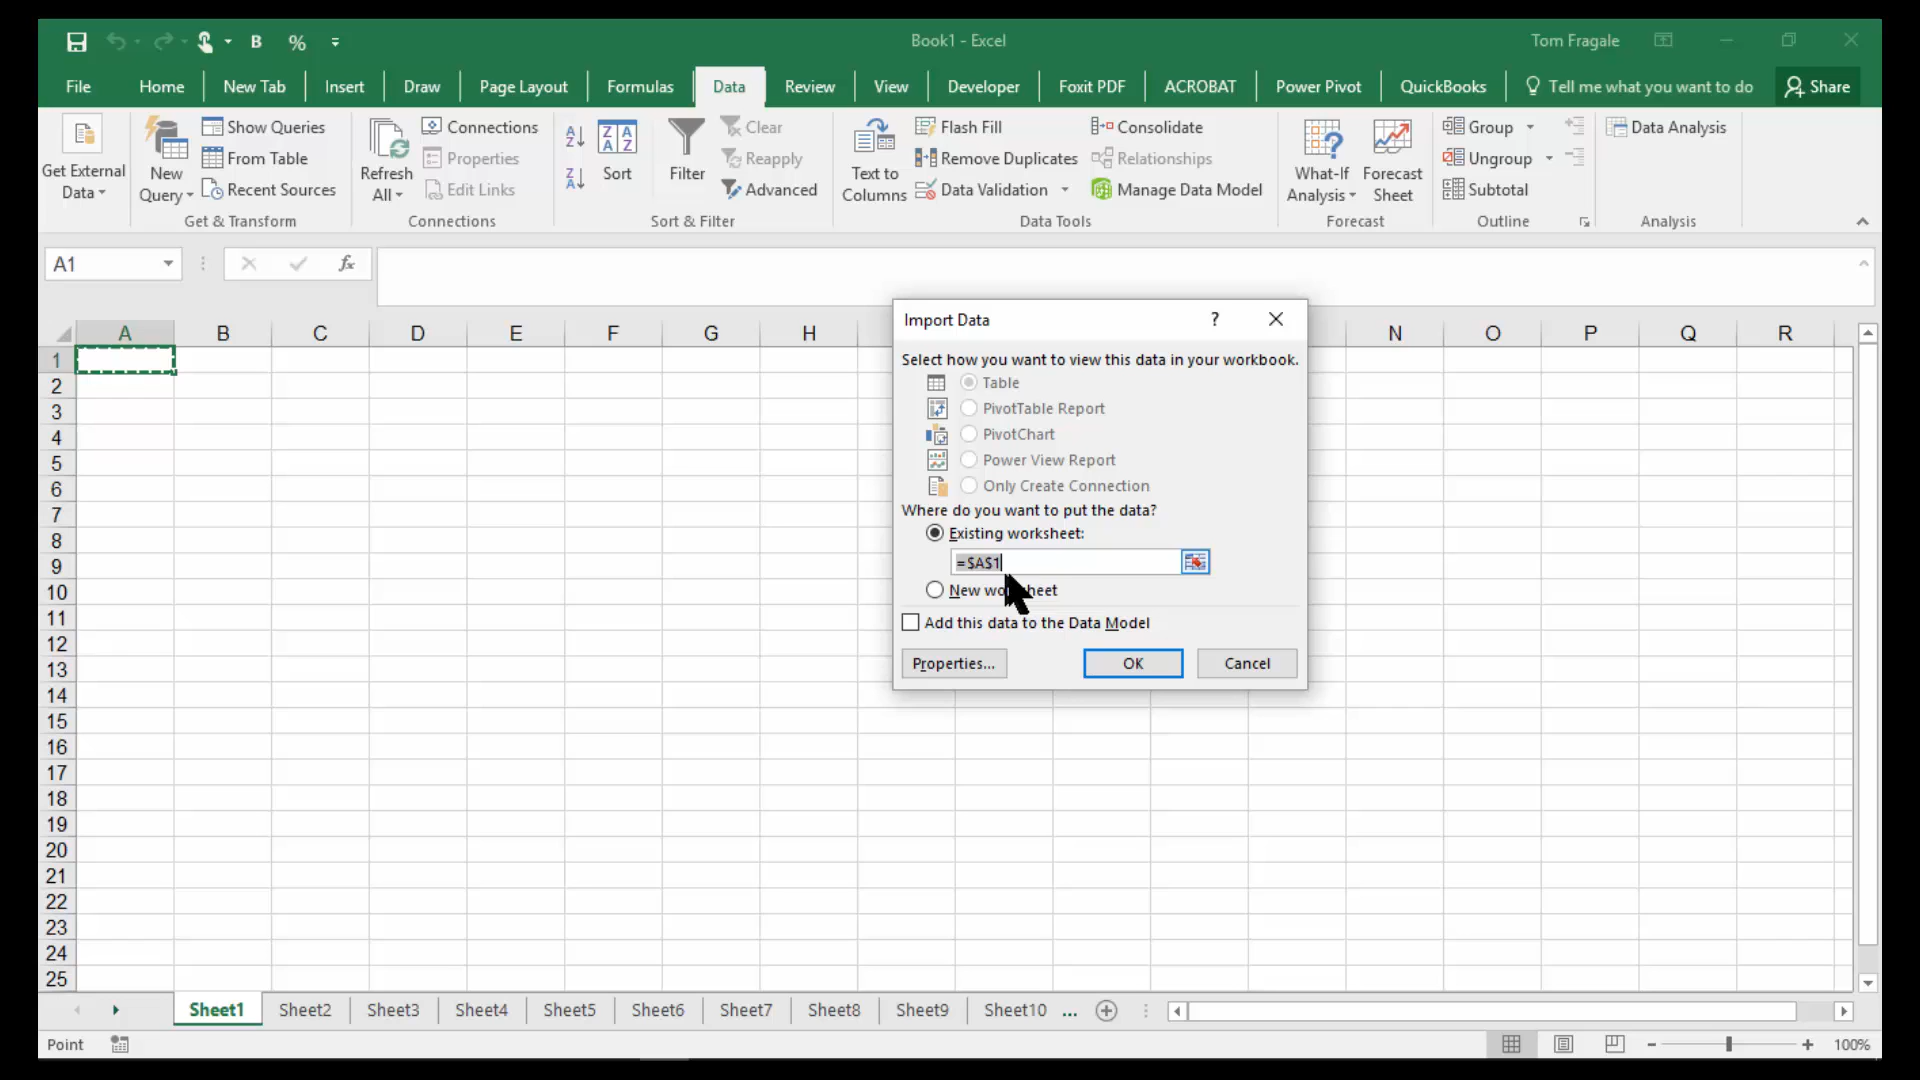 B % Book1 - Excel Tom Fragale
File Home New Tab Insert Draw Page Layout Formulas Data Review View Developer Foxit PDF ACROBAT Power Pivot QuickBooks Tell me what you want to do Share
Get External Data
New Query
Show Queries
From Table
Recent Sources
Get & Transform
Refresh All
Connections
Properties
Edit Links
Connections
A Z
Z A
Z A A Z
Sort
Filter
Clear
Reapply
Advanced
Sort & Filter
Text to Columns
Flash Fill
Remove Duplicates
Data Validation
Consolidate
Relationships
Manage Data Model
Data Tools
What-If Analysis
Forecast Sheet
Forecast
Group
Ungroup
Subtotal
Outline
Data Analysis
Analysis
A1 fx
A B C D E F G H N O P Q R
1
2
3
4
5
6
7
8
9
10
11
12
13
14
15
16
17
18
19
20
21
22
23
24
25
Import Data ?
Select how you want to view this data in your workbook.
Table
PivotTable Report
PivotChart
Power View Report
Only Create Connection
Where do you want to put the data?
Existing worksheet:
=$A$1
New worksheet
Add this data to the Data Model
Properties... OK Cancel
Sheet1 Sheet2 Sheet3 Sheet4 Sheet5 Sheet6 Sheet7 Sheet8 Sheet9 Sheet10 ...
Point 100%